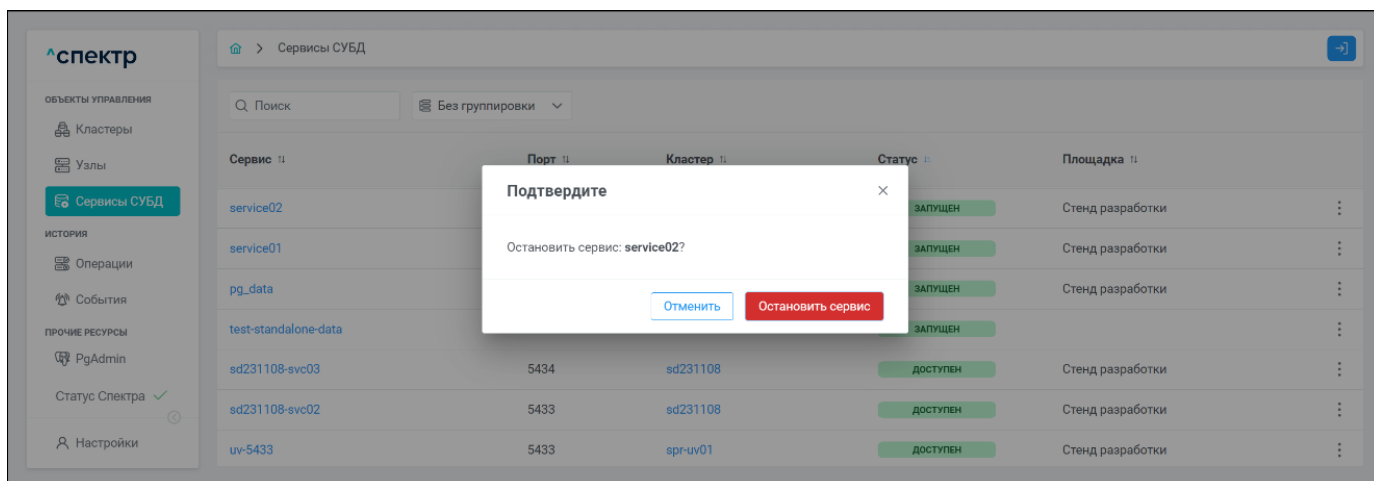 ^спектр
Сервисы СУБД
ОБЪЕКТЫ УПРАВЛЕНИЯ
Кластеры
Узлы
Сервисы СУБД
ИСТОРИЯ
Операции
События
ПРОЧИЕ РЕСУРСЫ
PgAdmin
Статус Спектра
Настройки
Поиск
Без группировки
Сервис Порт Кластер Статус Площадка
service02 ЗАПУЩЕН Стенд разработки
service01 ЗАПУЩЕН Стенд разработки
pg_data ЗАПУЩЕН Стенд разработки
test-standalone-data ЗАПУЩЕН
sd231108-svc03 5434 sd231108 ДОСТУПЕН Стенд разработки
sd231108-svc02 5433 sd231108 ДОСТУПЕН Стенд разработки
uv-5433 5433 spr-uv01 ДОСТУПЕН Стенд разработки
Подтвердите
Остановить сервис: service02?
Отменить Остановить сервис